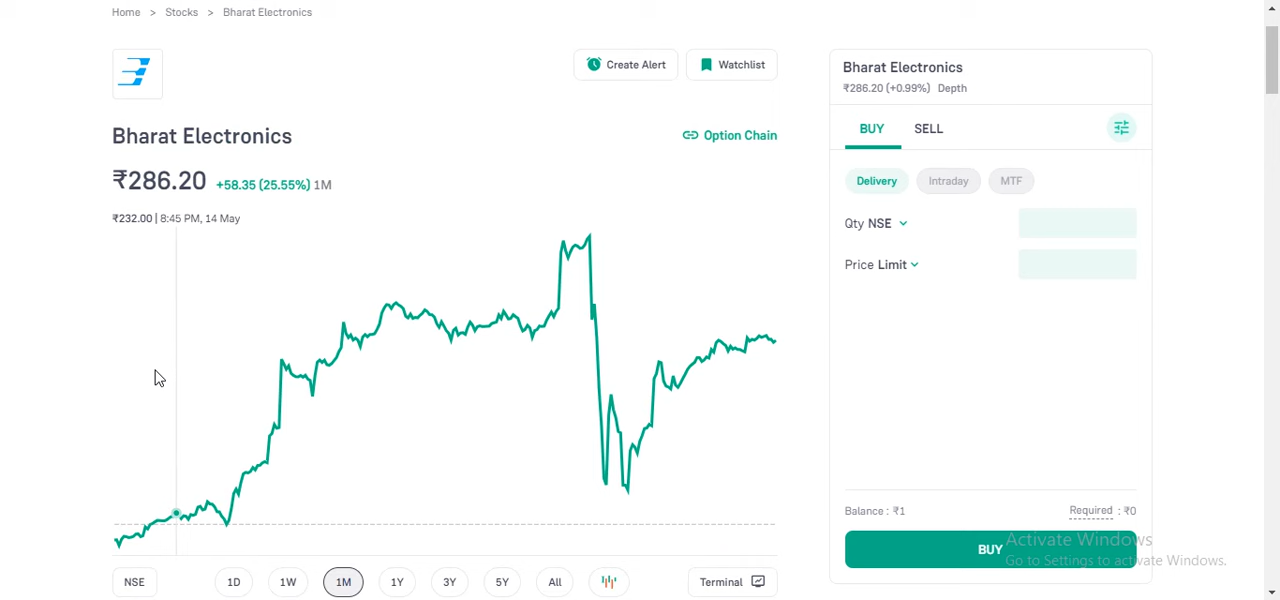 Home > Stocks > Bharat Electronics
Create Alert
Watchlist
Bharat Electronics
Option Chain
₹286.20 +58.35 (25.55%) 1M
₹232.00 | 8:45 PM, 14 May
NSE
1D
1W
1M
1Y
3Y
5Y
All
Terminal
Bharat Electronics
₹286.20 (+0.99%) Depth
BUY
SELL
Delivery
Intraday
MTF
Qty NSE
Price Limit
Balance : ₹1
Required : ₹0
BUY
Activate Windows
Go to Settings to activate Windows.